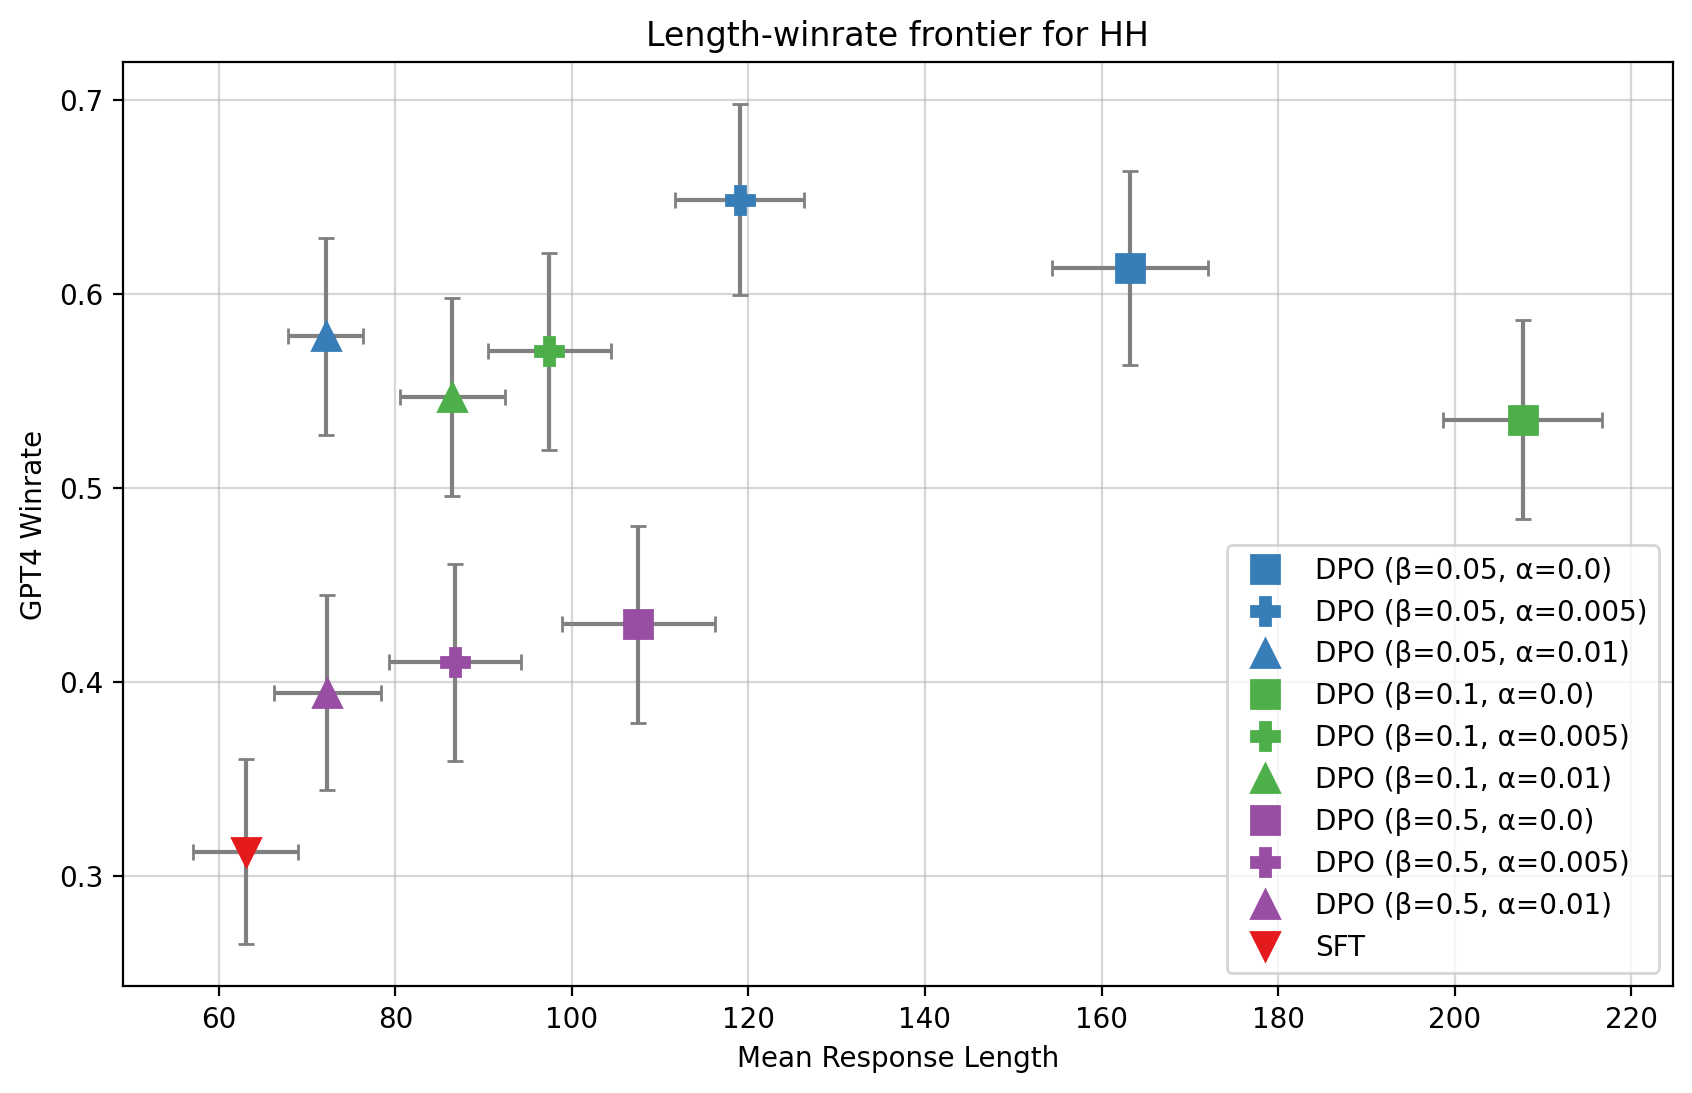 Length-winrate frontier for HH
0.7
0.6
0.5
0.4
0.3
GPT4 Winrate
DPO (β=0.05, α=0.0)
DPO (β=0.05, α=0.005)
DPO (β=0.05, α=0.01)
DPO (β=0.1, α=0.0)
DPO (β=0.1, α=0.005)
DPO (β=0.1, α=0.01)
DPO (β=0.5, α=0.0)
DPO (β=0.5, α=0.005)
DPO (β=0.5, α=0.01)
SFT
60 80 100 120 140 160 180 200 220
Mean Response Length